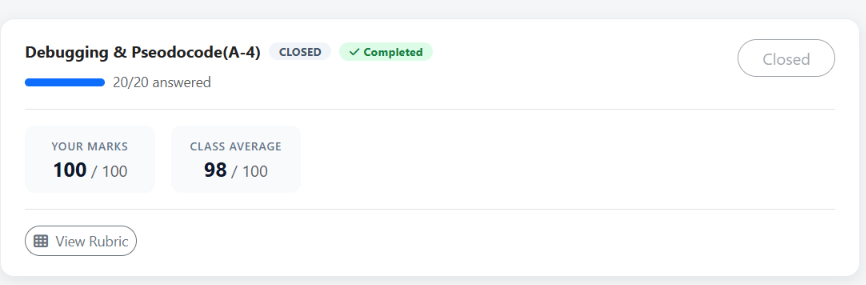 Debugging & Pseodocode(A-4) CLOSED ✓ Completed
Closed
20/20 answered
YOUR MARKS
100 / 100
CLASS AVERAGE
98 / 100
View Rubric